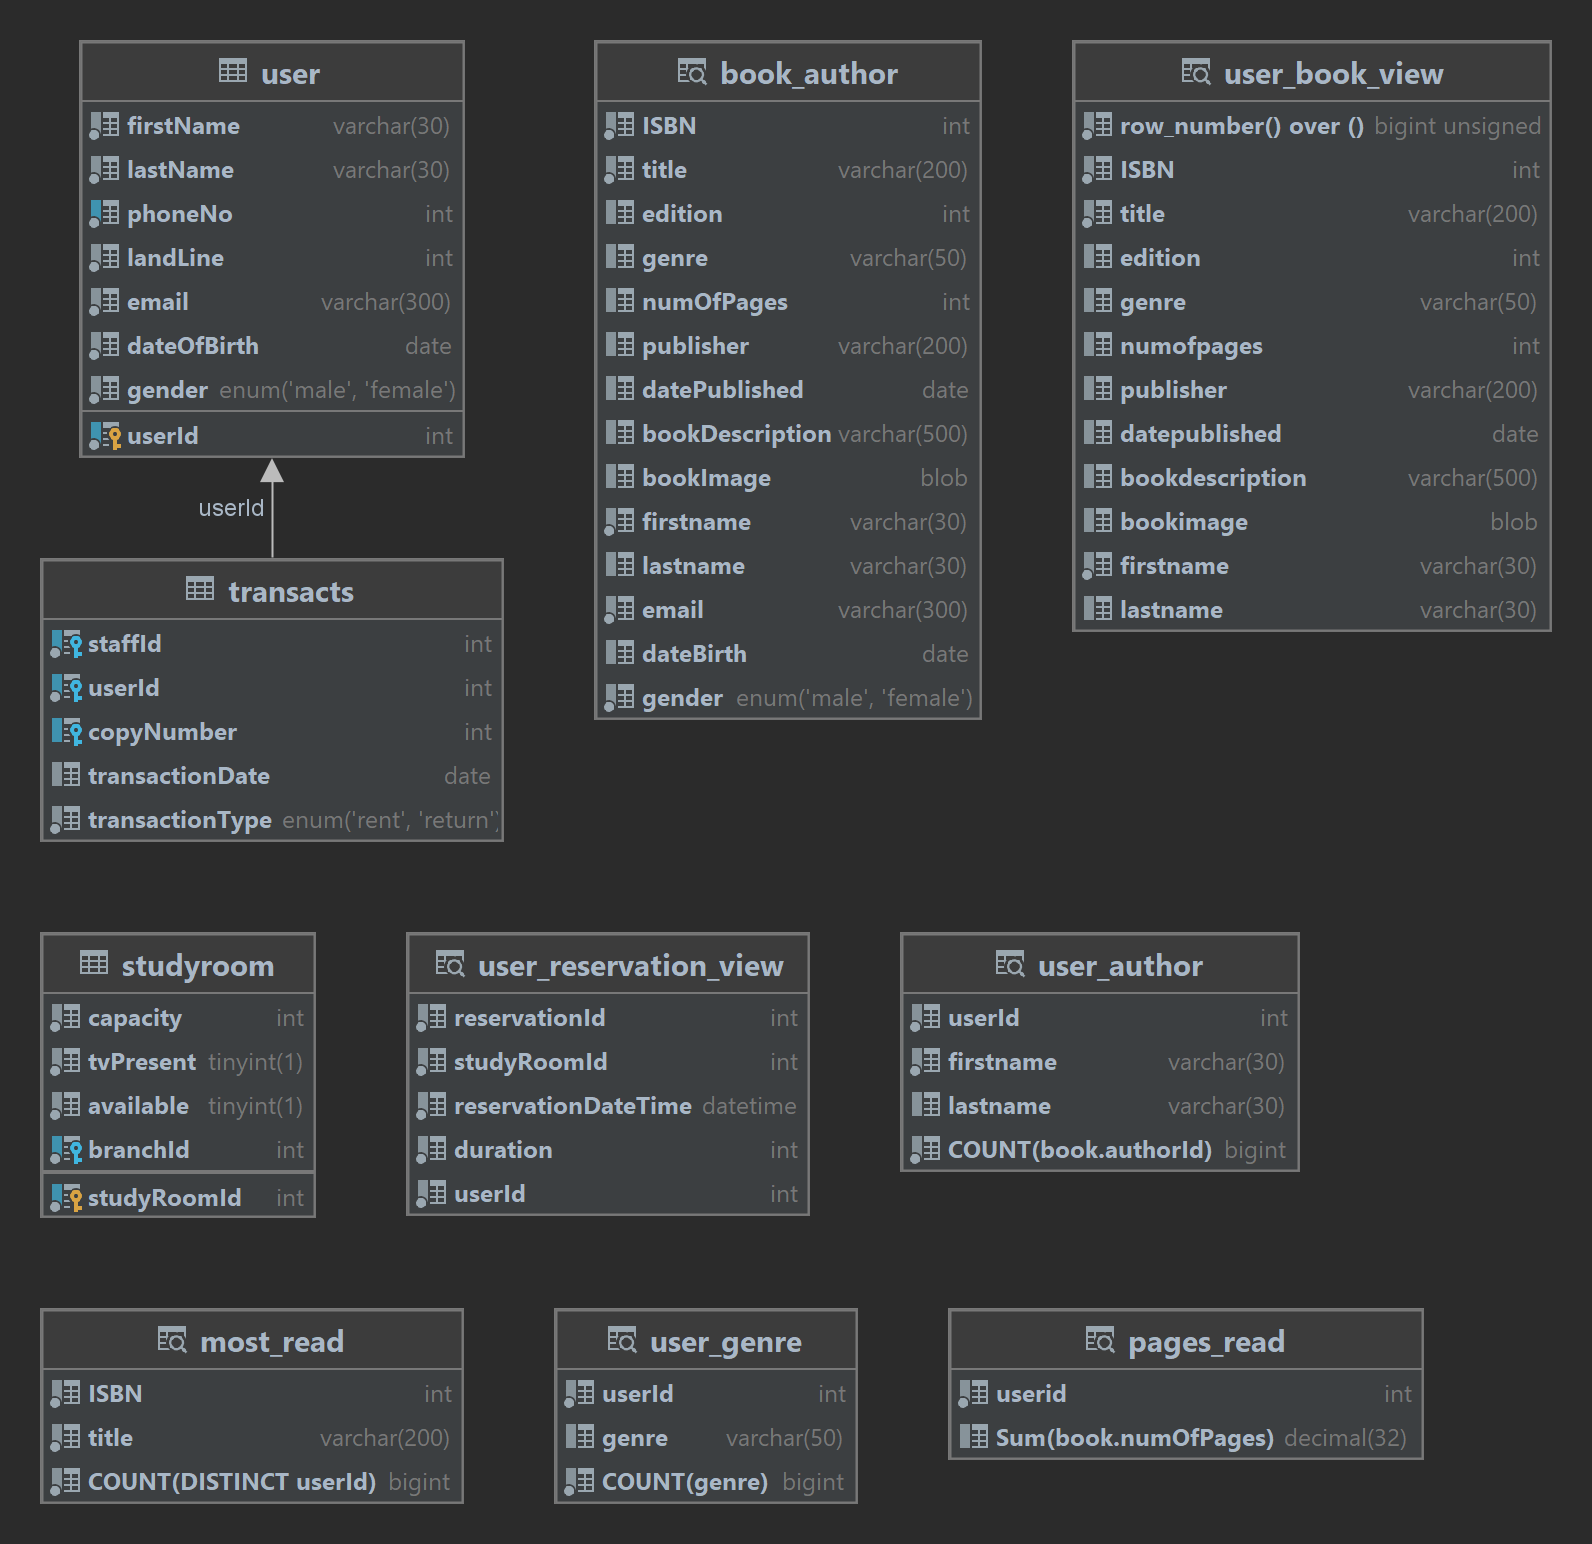 user
firstName varchar(30)
lastName varchar(30)
phoneNo int
landLine int
email varchar(300)
dateOfBirth date
gender enum('male', 'female')
userId int
userId
transacts
staffId int
userId int
copyNumber int
transactionDate date
transactionType enum('rent', 'return')
book_author
ISBN int
title varchar(200)
edition int
genre varchar(50)
numOfPages int
publisher varchar(200)
datePublished date
bookDescription varchar(500)
bookImage blob
firstname varchar(30)
lastname varchar(30)
email varchar(300)
dateBirth date
gender enum('male', 'female')
user_book_view
row_number() over () bigint unsigned
ISBN int
title varchar(200)
edition int
genre varchar(50)
numofpages int
publisher varchar(200)
datepublished date
bookdescription varchar(500)
bookimage blob
firstname varchar(30)
lastname varchar(30)
studyroom
capacity int
tvPresent tinyint(1)
available tinyint(1)
branchId int
studyRoomId int
user_reservation_view
reservationId int
studyRoomId int
reservationDateTime datetime
duration int
userId int
user_author
userId int
firstname varchar(30)
lastname varchar(30)
COUNT(book.authorId) bigint
most_read
ISBN int
title varchar(200)
COUNT(DISTINCT userId) bigint
user_genre
userId int
genre varchar(50)
COUNT(genre) bigint
pages_read
userid int
Sum(book.numOfPages) decimal(32)